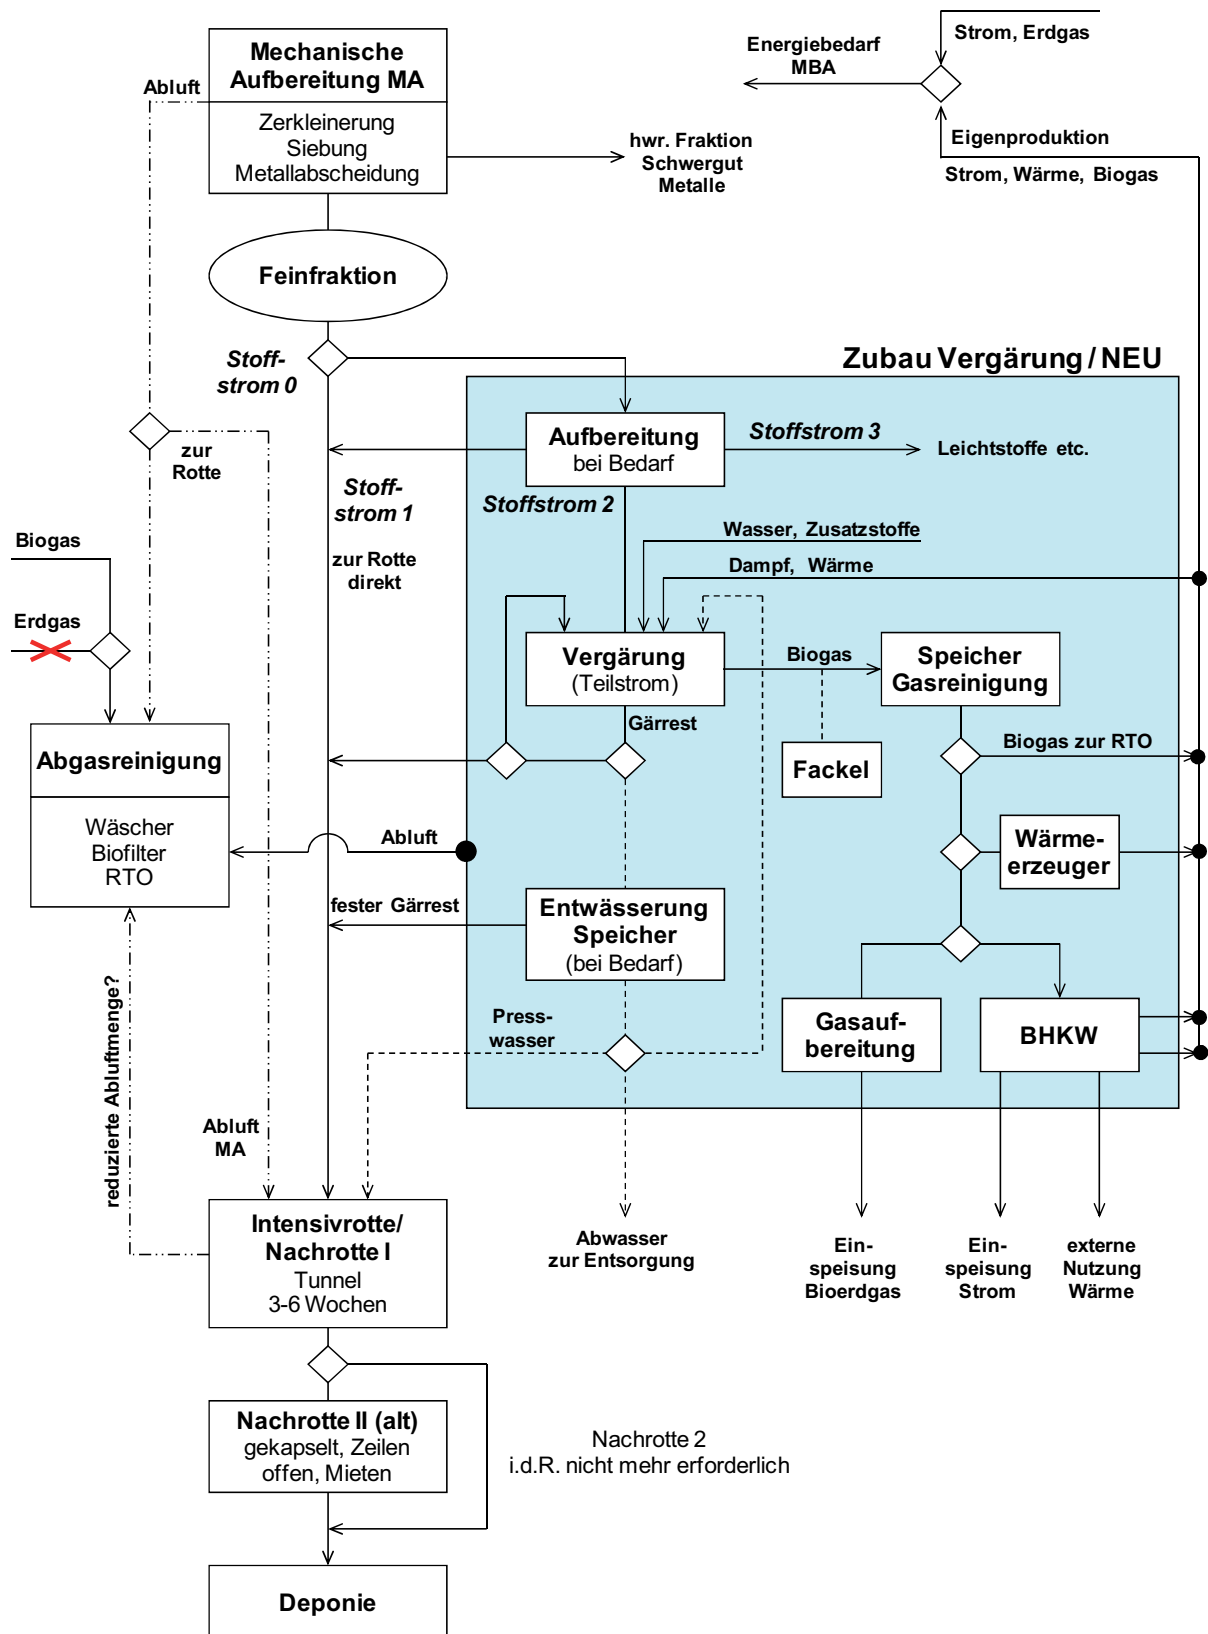 Mechanische
Aufbereitung MA
Zerkleinerung
Siebung
Metallabscheidung
Abluft
hwr. Fraktion
Schwergut
Metalle
Energiebedarf
MBA
Strom, Erdgas
Eigenproduktion
Strom, Wärme, Biogas
Feinfraktion
Stoff-
strom 0
Zubau Vergärung / NEU
Aufbereitung
bei Bedarf
Stoffstrom 3
Leichtstoffe etc.
zur
Rotte
Stoff-
strom 1
Stoffstrom 2
zur Rotte
direkt
Wasser, Zusatzstoffe
Dampf, Wärme
Biogas
Erdgas
Vergärung
(Teilstrom)
Biogas
Speicher
Gasreinigung
Gärrest
Fackel
Biogas zur RTO
Abgasreinigung
Wäscher
Biofilter
RTO
Abluft
Wärme-
erzeuger
fester Gärrest
Entwässerung
Speicher
(bei Bedarf)
Press-
wasser
Gasauf-
bereitung
BHKW
reduzierte Abluftmenge?
Abluft
MA
Intensivrotte/
Nachrotte I
Tunnel
3-6 Wochen
Abwasser
zur Entsorgung
Ein-
speisung
Bioerdgas
Ein-
speisung
Strom
externe
Nutzung
Wärme
Nachrotte II (alt)
gekapselt, Zeilen
offen, Mieten
Nachrotte 2
i.d.R. nicht mehr erforderlich
Deponie